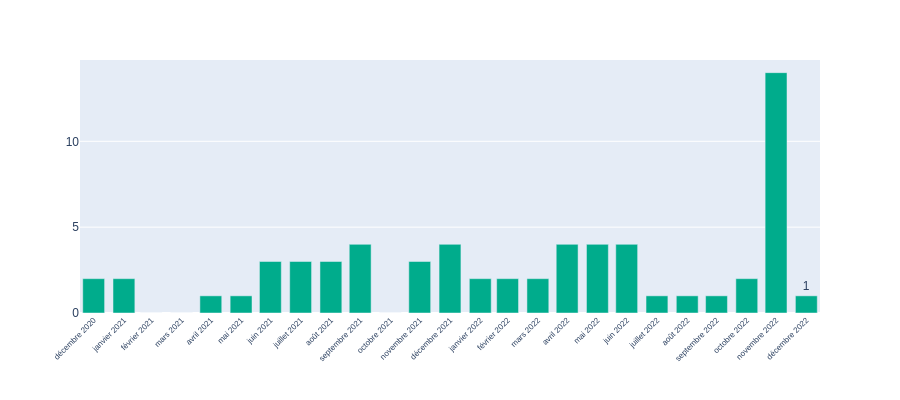 10
5
0
1
décembre 2020
janvier 2021
février 2021
mars 2021
avril 2021
mai 2021
juin 2021
juillet 2021
août 2021
septembre 2021
octobre 2021
novembre 2021
décembre 2021
janvier 2022
février 2022
mars 2022
avril 2022
mai 2022
juin 2022
juillet 2022
août 2022
septembre 2022
octobre 2022
novembre 2022
décembre 2022